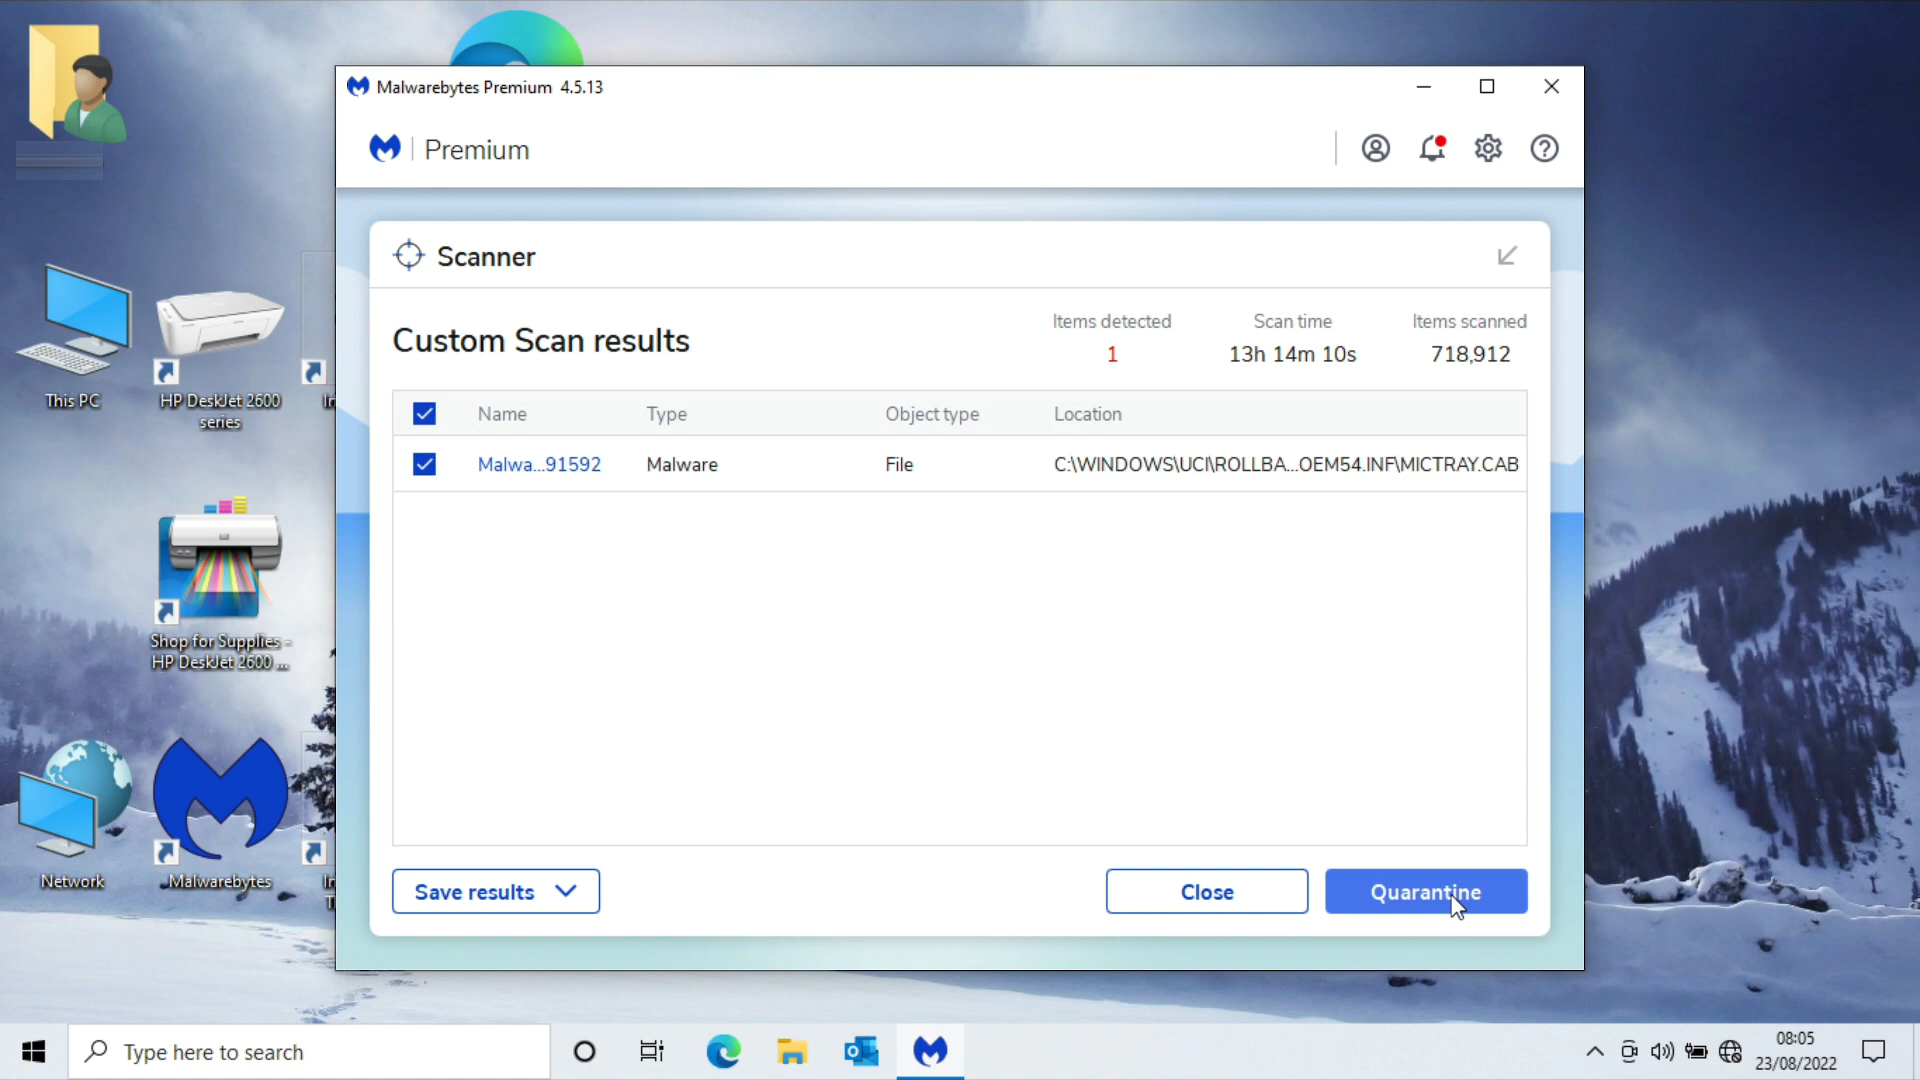 Malwarebytes Premium 4.5.13
Premium
Scanner
Custom Scan results
Items detected
1
Scan time
13h 14m 10s
Items scanned
718,912
Name
Type
Object type
Location
Malwa...91592
Malware
File
C:\WINDOWS\UCI\ROLLBA...OEM54.INF\MICTRAY.CAB
Save results
Close
Quarantine
This PC
HP DeskJet 2600
series
In
Shop for Supplies -
HP DeskJet 2600 ...
Network
Malwarebytes
In
T
Type here to search
08:05
23/08/2022